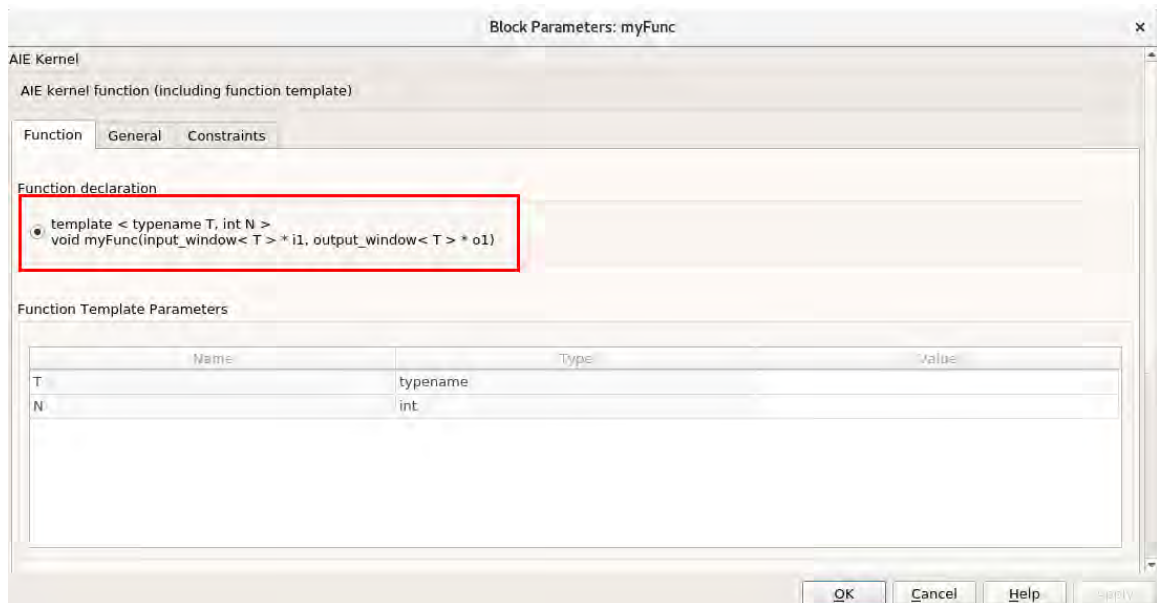 Block Parameters: myFunc
×
AIE Kernel
AIE kernel function (including function template)
Function General Constraints
Function declaration
template < typename T, int N >
void myFunc(input_window< T > * i1, output_window< T > * o1)
Function Template Parameters
Name Type Value
T typename
N int
OK Cancel Help Apply